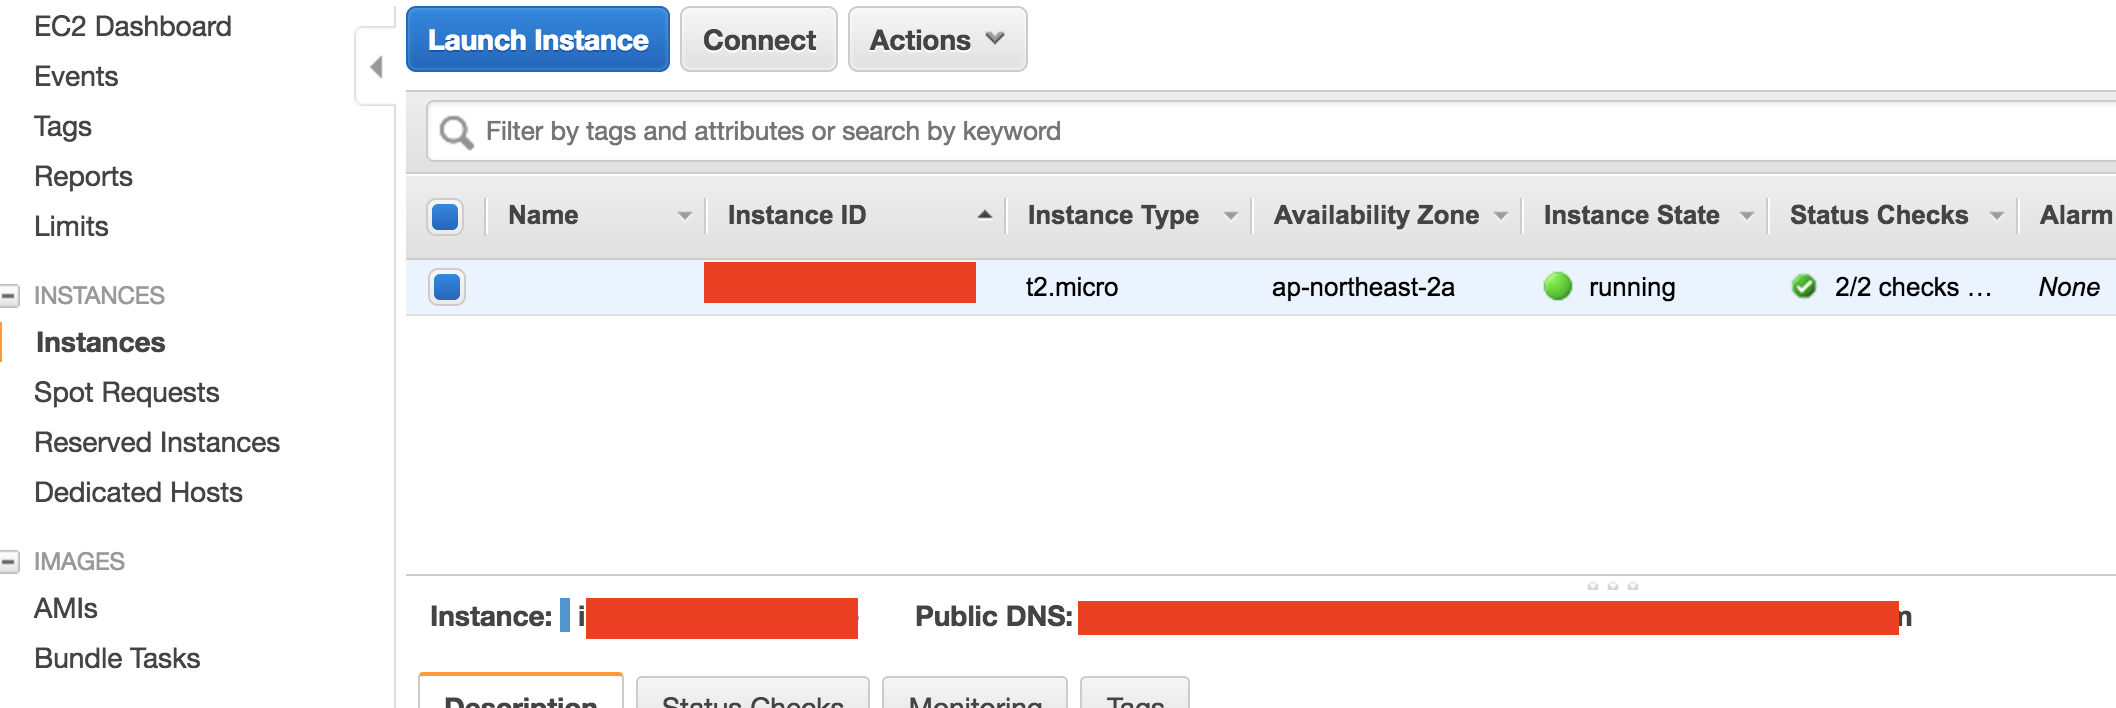 EC2 Dashboard
Events
Tags
Reports
Limits
INSTANCES
Instances
Spot Requests
Reserved Instances
Dedicated Hosts
IMAGES
AMIs
Bundle Tasks
Launch Instance Connect Actions
Filter by tags and attributes or search by keyword
Name Instance ID Instance Type Availability Zone Instance State Status Checks Alarm
t2.micro ap-northeast-2a running 2/2 checks ... None
Instance: i Public DNS:
Description Status Checks Monitoring Tags